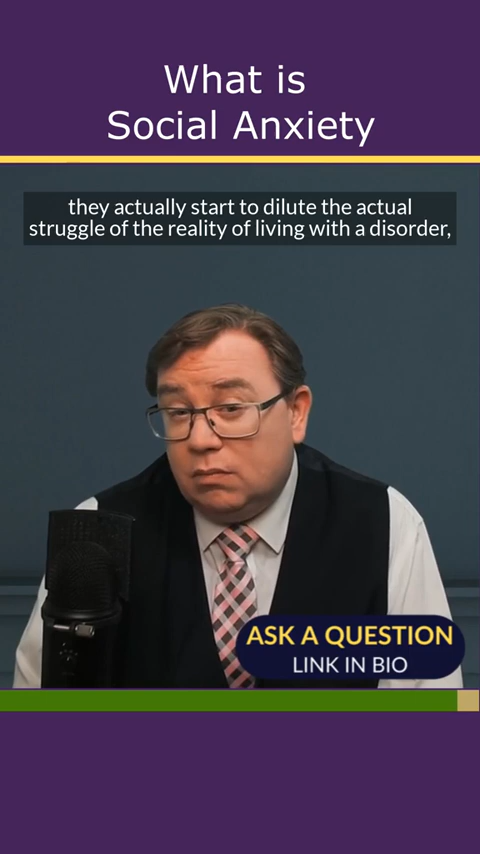 What is
Social Anxiety
they actually start to dilute the actual
struggle of the reality of living with a disorder,
ASK A QUESTION
LINK IN BIO